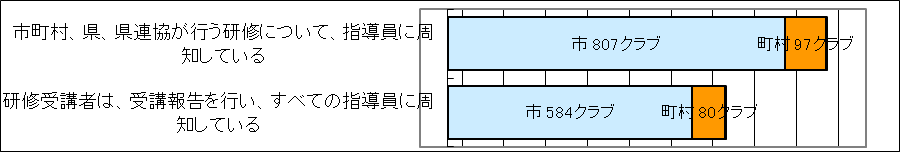 市町村、県、県連協が行う研修について、指導員に周
知している
市 807クラブ
町村 97クラブ
研修受講者は、受講報告を行い、すべての指導員に周
知している
市 584クラブ
町村 80クラブ